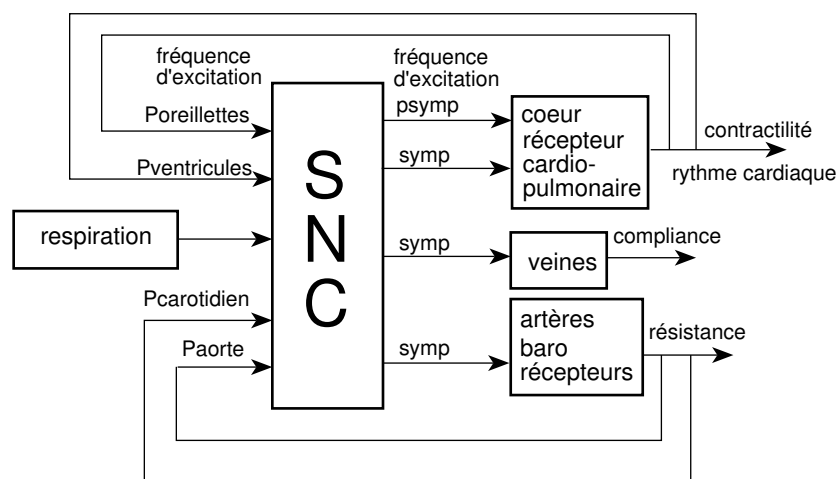 fréquence
d'excitation
fréquence
d'excitation
Poreillettes
Pventricules
respiration
Pcarotidien
Paorte
S
N
C
psymp
symp
symp
symp
coeur
récepteur
cardio-
pulmonaire
veines
artères
baro
récepteurs
contractilité
rythme cardiaque
compliance
résistance